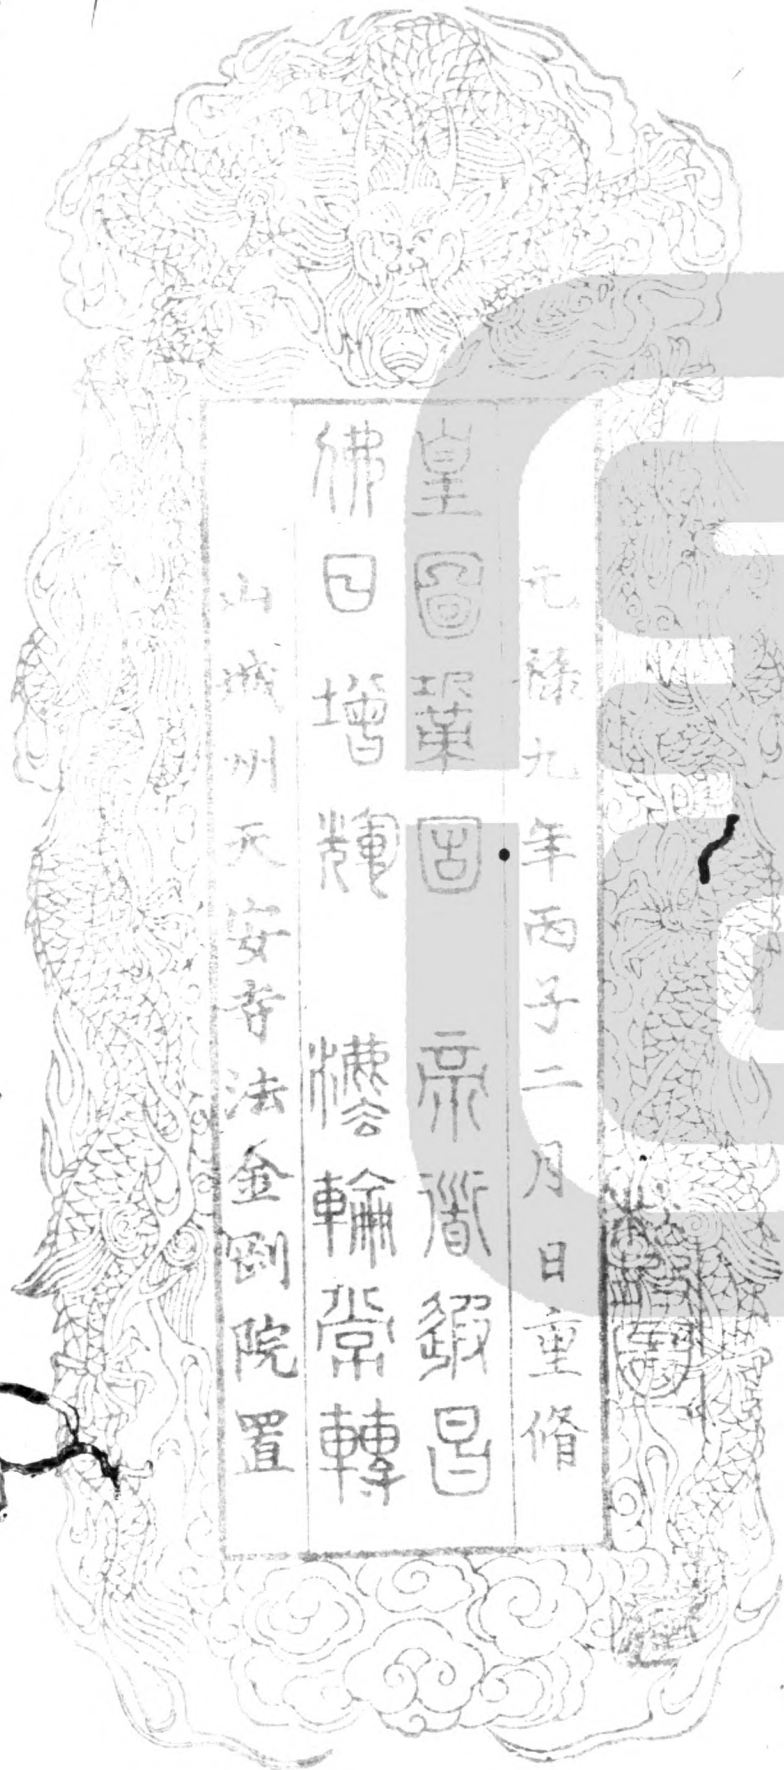 元禄九年丙子二月日重脩
皇圖鞏固　帝道遐昌
佛日增輝　法輪常轉
山城州天安寺法金剛院置